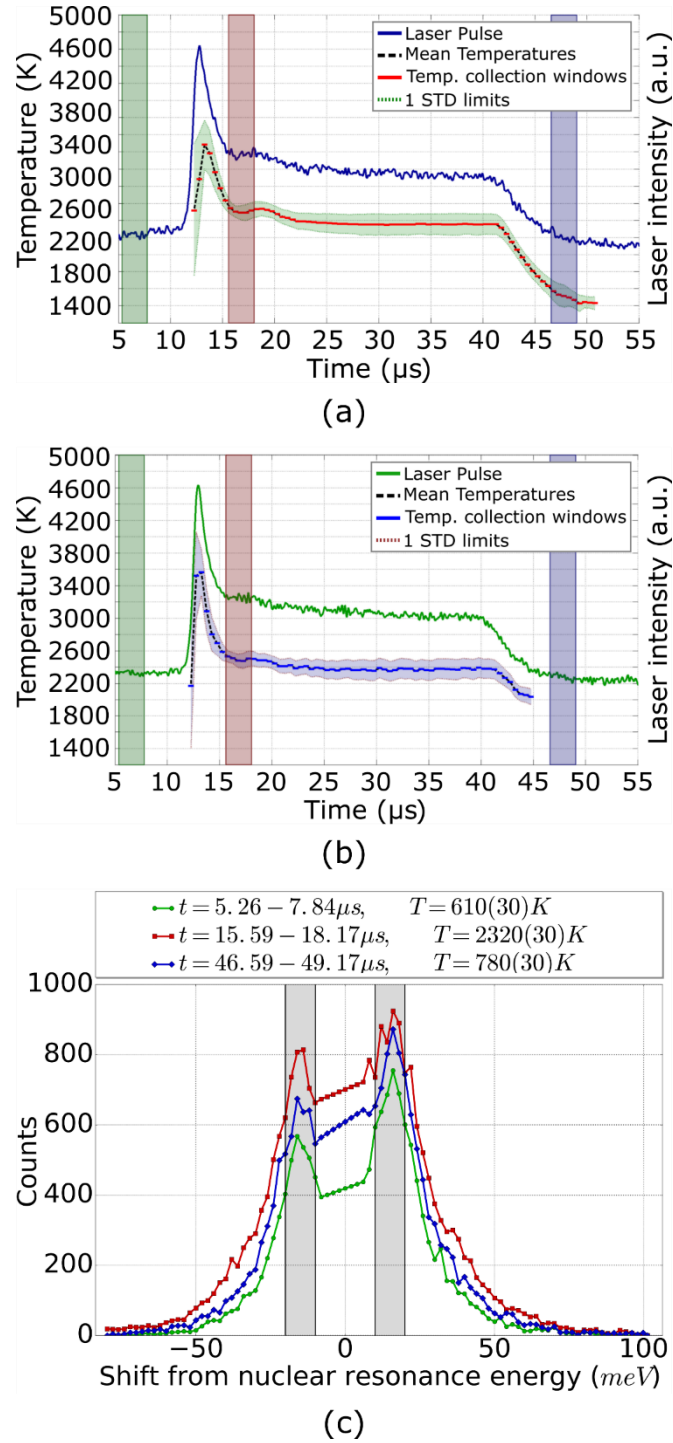 5000
4600
4200
3800
3400
3000
2600
2200
1800
1400
Temperature (K)
Laser Pulse
Mean Temperatures
Temp. collection windows
1 STD limits
Laser intensity (a.u.)
5 10 15 20 25 30 35 40 45 50 55
Time (μs)
(a)
5000
4600
4200
3800
3400
3000
2600
2200
1800
1400
Temperature (K)
Laser Pulse
Mean Temperatures
Temp. collection windows
1 STD limits
Laser intensity (a.u.)
5 10 15 20 25 30 35 40 45 50 55
Time (μs)
(b)
t = 5.26 − 7.84μs, T = 610(30)K
t = 15.59 − 18.17μs, T = 2320(30)K
t = 46.59 − 49.17μs, T = 780(30)K
1000
800
600
400
200
0
Counts
−50 0 50 100
Shift from nuclear resonance energy (meV)
(c)